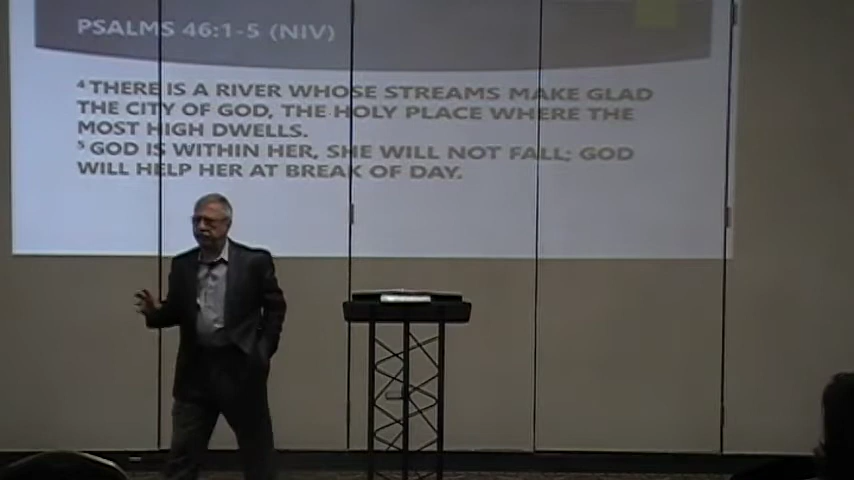 PSALMS 46:1-5 (NIV)
4 THERE IS A RIVER WHOSE STREAMS MAKE GLAD
THE CITY OF GOD, THE HOLY PLACE WHERE THE
MOST HIGH DWELLS.
5 GOD IS WITHIN HER, SHE WILL NOT FALL; GOD
WILL HELP HER AT BREAK OF DAY.